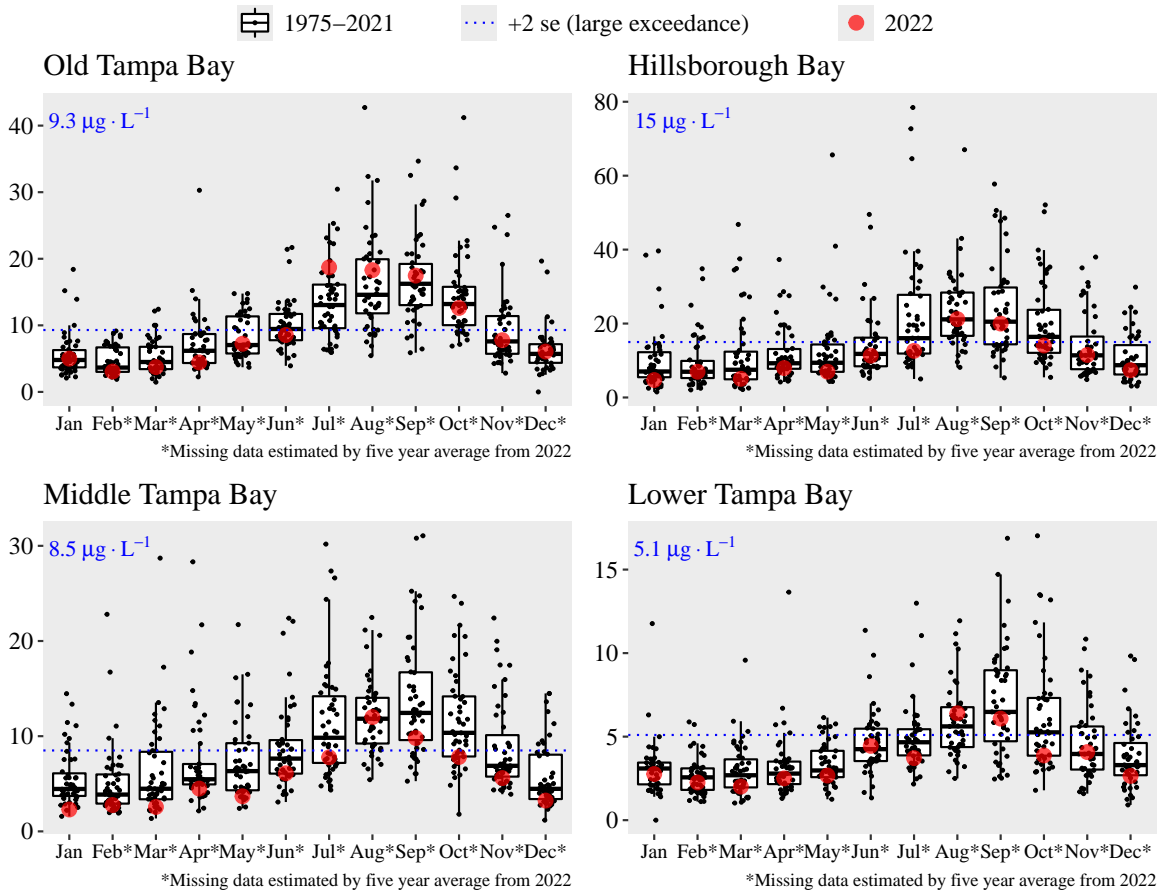 1975–2021 +2 se (large exceedance) 2022
Old Tampa Bay
9.3 μg · L⁻¹
40
30
20
10
0
Jan Feb* Mar* Apr* May* Jun* Jul* Aug* Sep* Oct* Nov* Dec*
*Missing data estimated by five year average from 2022
Hillsborough Bay
15 μg · L⁻¹
80
60
40
20
0
Jan Feb* Mar* Apr* May* Jun* Jul* Aug* Sep* Oct* Nov* Dec*
*Missing data estimated by five year average from 2022
Middle Tampa Bay
8.5 μg · L⁻¹
30
20
10
0
Jan Feb* Mar* Apr* May* Jun* Jul* Aug* Sep* Oct* Nov* Dec*
*Missing data estimated by five year average from 2022
Lower Tampa Bay
5.1 μg · L⁻¹
15
10
5
0
Jan Feb* Mar* Apr* May* Jun* Jul* Aug* Sep* Oct* Nov* Dec*
*Missing data estimated by five year average from 2022